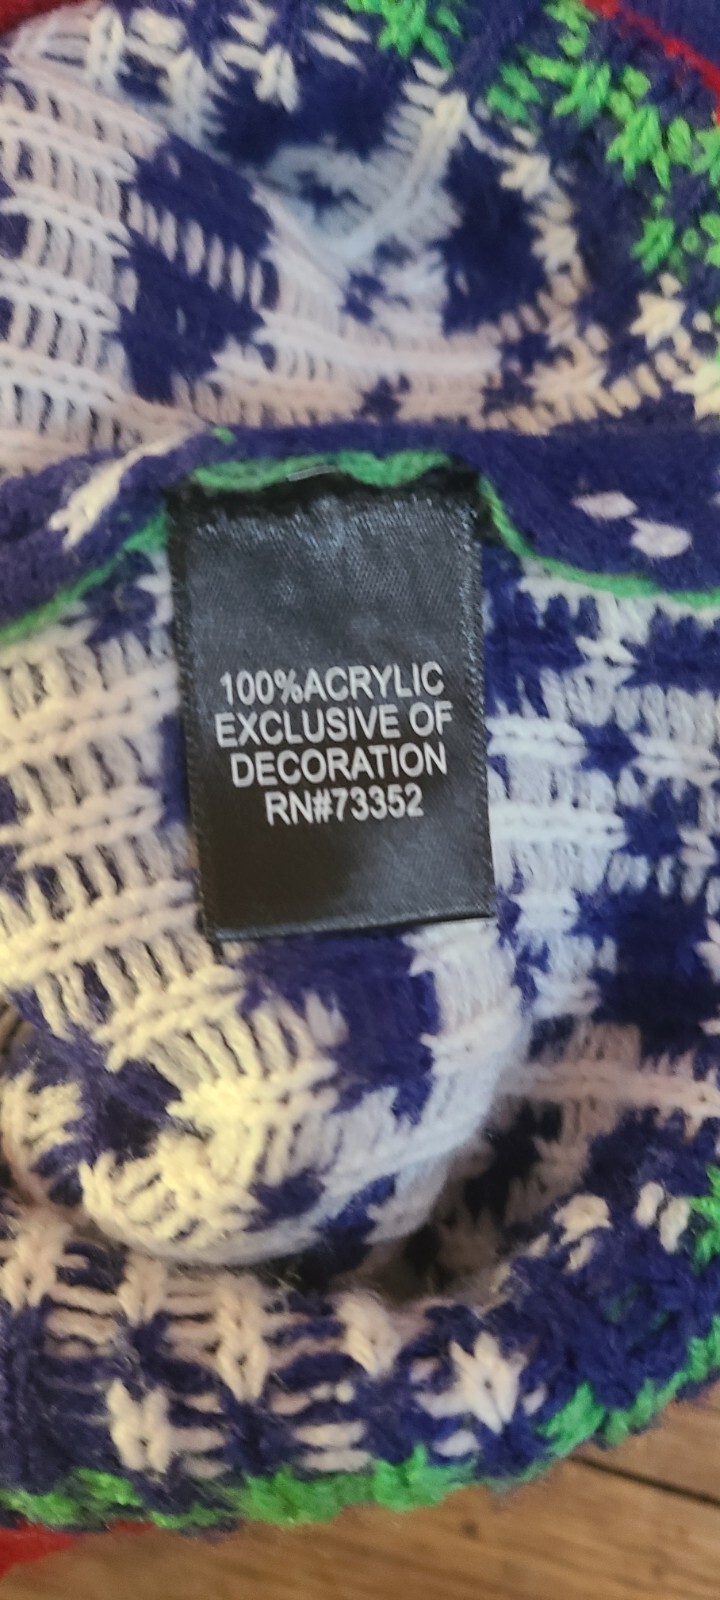 100%ACRYLIC
EXCLUSIVE OF
DECORATION
RN#73352